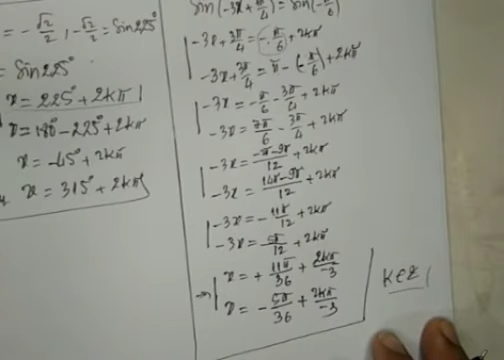 = -√2/2, -√2/2 = Sin225°
= Sin225°
x = 225° + 2kπ
x = 180° - 225° + 2kπ
x = -45° + 2kπ
x = 315° + 2kπ
Sin(-3x + π/4) = Sin(-π/6)
-3x + 3π/4 = -π/6 + 2kπ
-3x + 3π/4 = π - (-π/6) + 2kπ
-3x = -π/6 - 3π/4 + 2kπ
-3x = 7π/6 - 3π/4 + 2kπ
-3x = -2π-9π/12 + 2kπ
-3x = 14π-9π/12 + 2kπ
-3x = -11π/12 + 2kπ
-3x = 5π/12 + 2kπ
⇒ x = + 11π/36 + 2kπ/-3
x = -5π/36 + 2kπ/-3
k∈Z